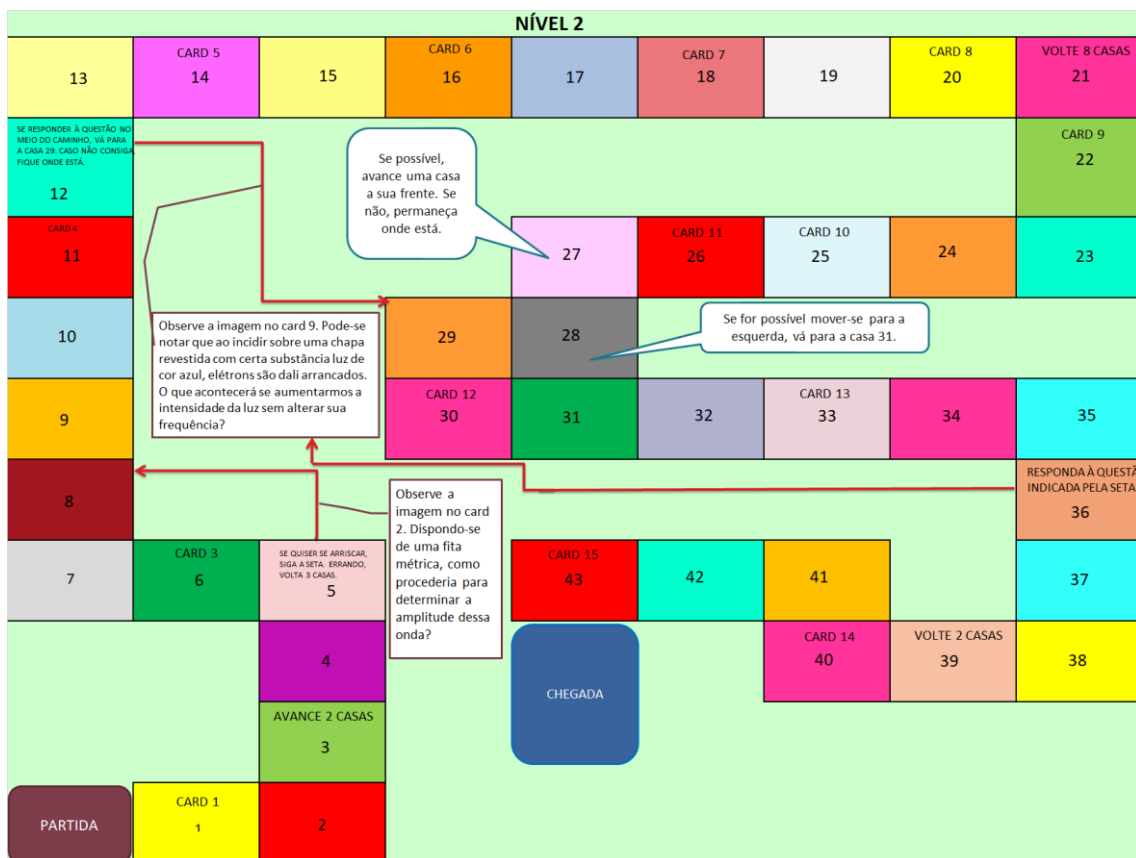 NÍVEL 2
13
CARD 5
14
15
CARD 6
16
17
CARD 7
18
19
CARD 8
20
VOLTE 8 CASAS
21
SE RESPONDER À QUESTÃO NO
MEIO DO CAMINHO, VÁ PARA
A CASA 29. CASO NÃO CONSIGA,
FIQUE ONDE ESTÁ.
12
CARD 9
22
Se possível,
avance uma casa
a sua frente. Se
não, permaneça
onde está.
CARD 4
11
27
CARD 11
26
CARD 10
25
24
23
10
Observe a imagem no card 9. Pode-se
notar que ao incidir sobre uma chapa
revestida com certa substância luz de
cor azul, elétrons são dali arrancados.
O que acontecerá se aumentarmos a
intensidade da luz sem alterar sua
frequência?
29
28
Se for possível mover-se para a
esquerda, vá para a casa 31.
9
CARD 12
30
31
32
CARD 13
33
34
35
8
RESPONDA À QUESTÃ
INDICADA PELA SETA
36
Observe a
imagem no card
2. Dispondo-se
de uma fita
métrica, como
procederia para
determinar a
amplitude dessa
onda?
7
CARD 3
6
SE QUISER SE ARRISCAR,
SIGA A SETA. ERRANDO,
VOLTA 3 CASAS.
5
CARD 15
43
42
41
37
4
CHEGADA
CARD 14
40
VOLTE 2 CASAS
39
38
AVANCE 2 CASAS
3
PARTIDA
CARD 1
1
2